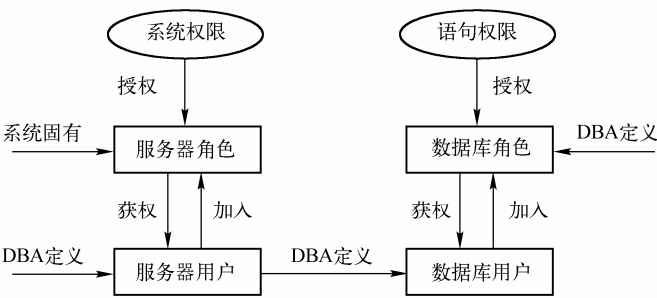 系统权限
语句权限
授权
授权
系统固有
服务器角色
数据库角色
DBA定义
获权
加入
获权
加入
DBA定义
服务器用户
DBA定义
数据库用户